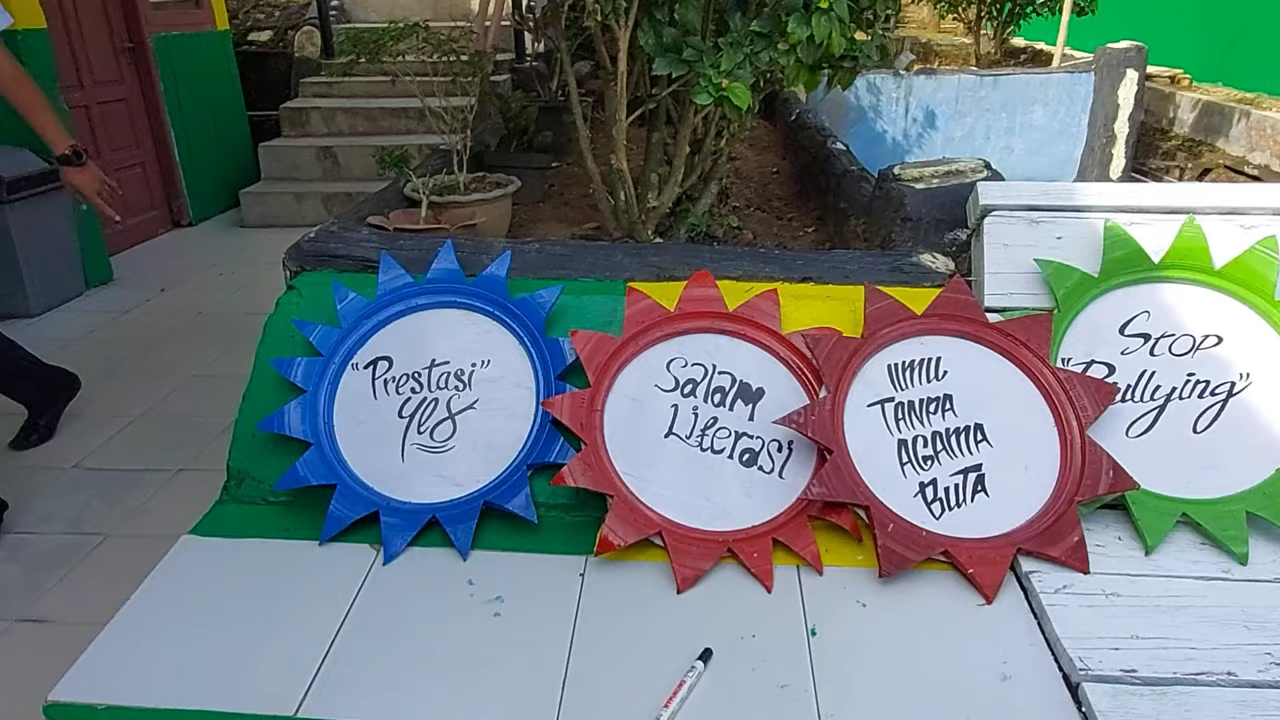 "Prestasi"
yes
Salam
Literasi
ILMU
TANPA
AGAMA
BUTA
STOP
"Bullying"